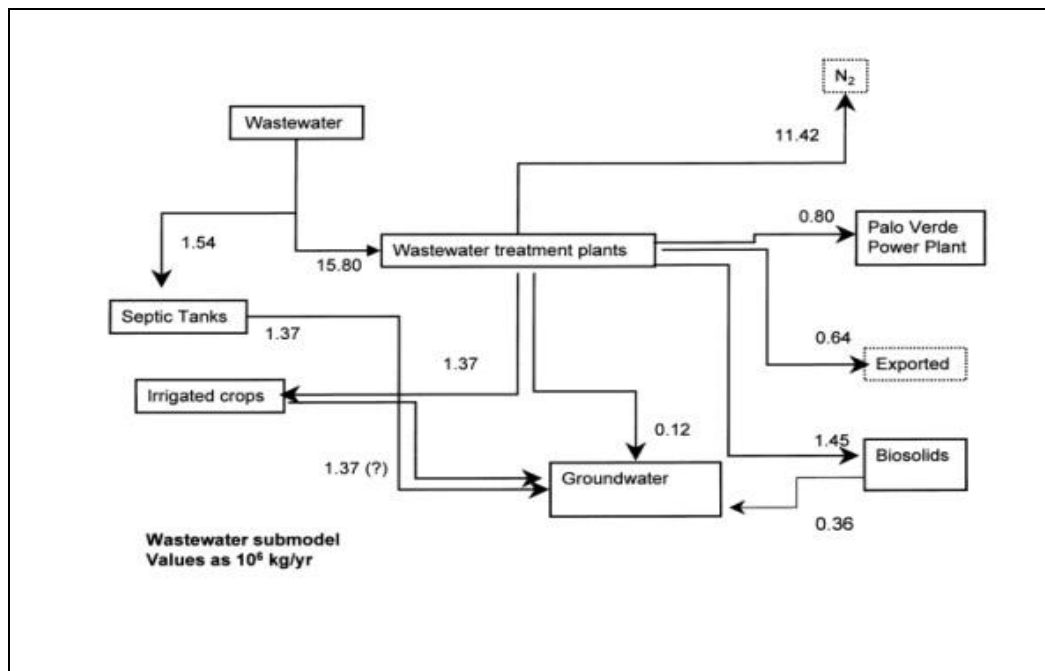 N₂
Wastewater
11.42
0.80
Palo Verde
Power Plant
1.54
Wastewater treatment plants
15.80
Septic Tanks
1.37
0.64
Exported
1.37
Irrigated crops
0.12
1.45
Biosolids
1.37 (?)
Groundwater
0.36
Wastewater submodel
Values as 10⁶ kg/yr